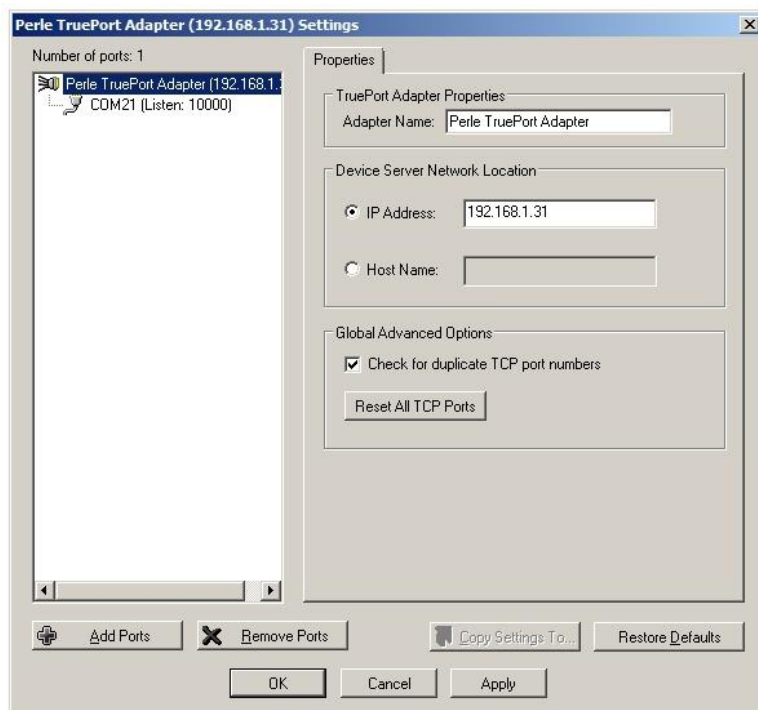 Perle TruePort Adapter (192.168.1.31) Settings
Number of ports: 1
Perle TruePort Adapter (192.168.1.
COM21 (Listen: 10000)
Properties
TruePort Adapter Properties
Adapter Name: Perle TruePort Adapter
Device Server Network Location
IP Address: 192.168.1.31
Host Name:
Global Advanced Options
Check for duplicate TCP port numbers
Reset All TCP Ports
Add Ports Remove Ports Copy Settings To... Restore Defaults
OK Cancel Apply